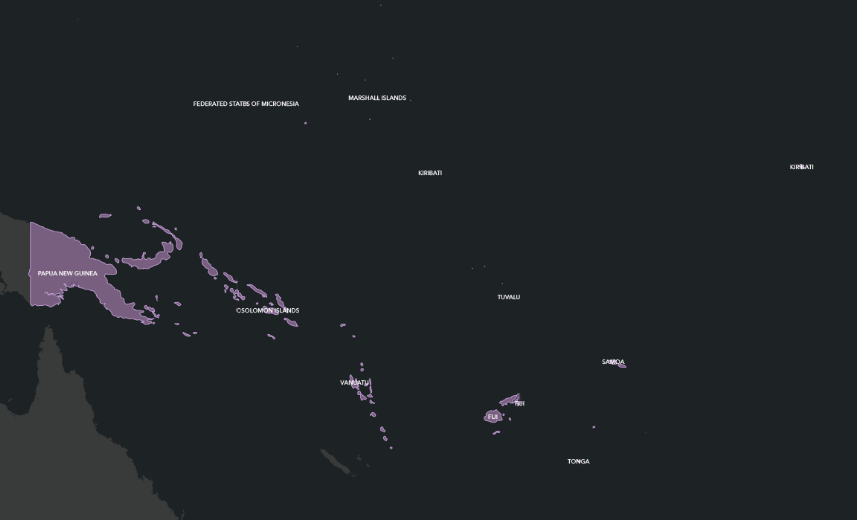 MARSHALL ISLANDS
FEDERATED STATES OF MICRONESIA
KIRIBATI
KIRIBATI
PAPUA NEW GUINEA
TUVALU
SOLOMON ISLANDS
SAMOA
VANUATU
FIJI
FIJI
TONGA